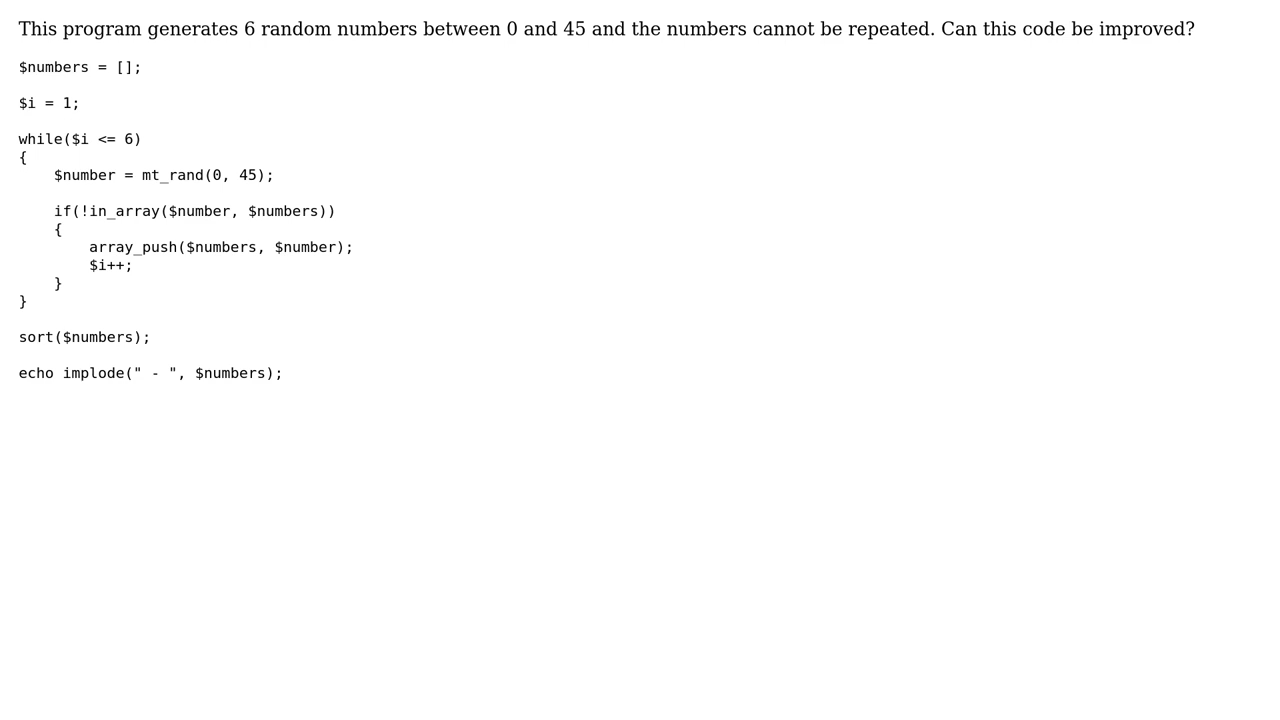 This program generates 6 random numbers between 0 and 45 and the numbers cannot be repeated. Can this code be improved?
$numbers = [];
$i = 1;
while($i <= 6)
{
    $number = mt_rand(0, 45);
    if(!in_array($number, $numbers))
    {
        array_push($numbers, $number);
        $i++;
    }
}
sort($numbers);
echo implode(" - ", $numbers);